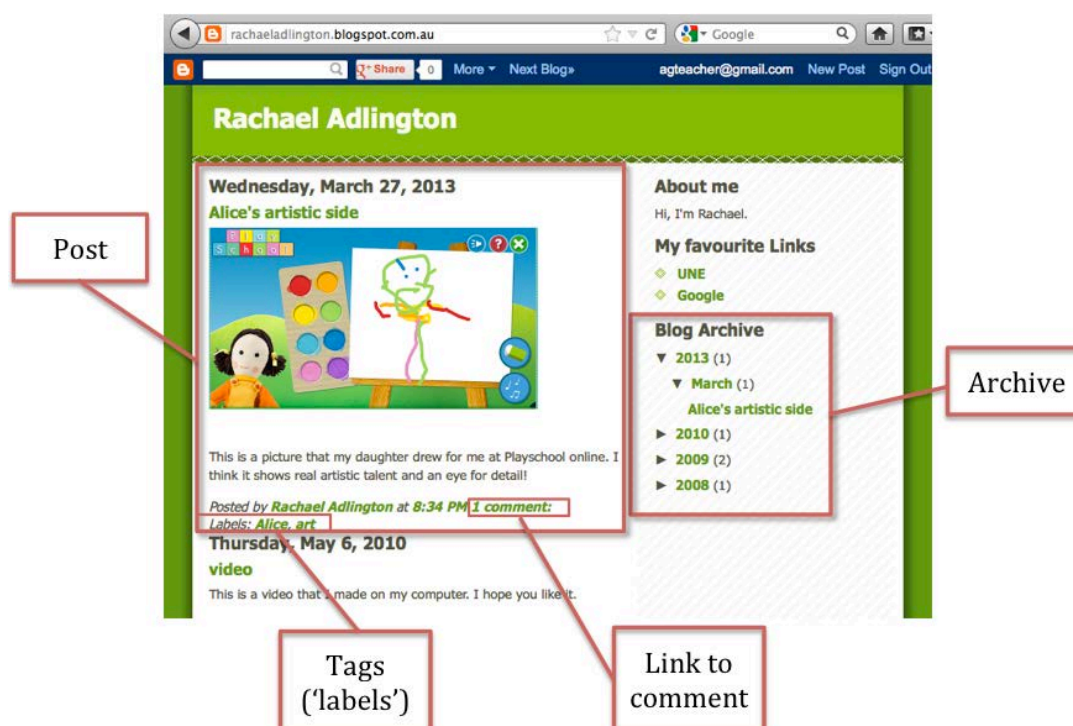 rachaeladlington.blogspot.com.au
Google
Share
0
More
Next Blog»
agteacher@gmail.com
New Post
Sign Out
Rachael Adlington
Wednesday, March 27, 2013
Alice's artistic side
Play
School
This is a picture that my daughter drew for me at Playschool online. I
think it shows real artistic talent and an eye for detail!
Posted by Rachael Adlington at 8:34 PM 1 comment:
Labels: Alice, art
Thursday, May 6, 2010
video
This is a video that I made on my computer. I hope you like it.
About me
Hi, I'm Rachael.
My favourite Links
UNE
Google
Blog Archive
▼ 2013 (1)
▼ March (1)
Alice's artistic side
► 2010 (1)
► 2009 (2)
► 2008 (1)
Post
Archive
Tags
(‘labels’)
Link to
comment